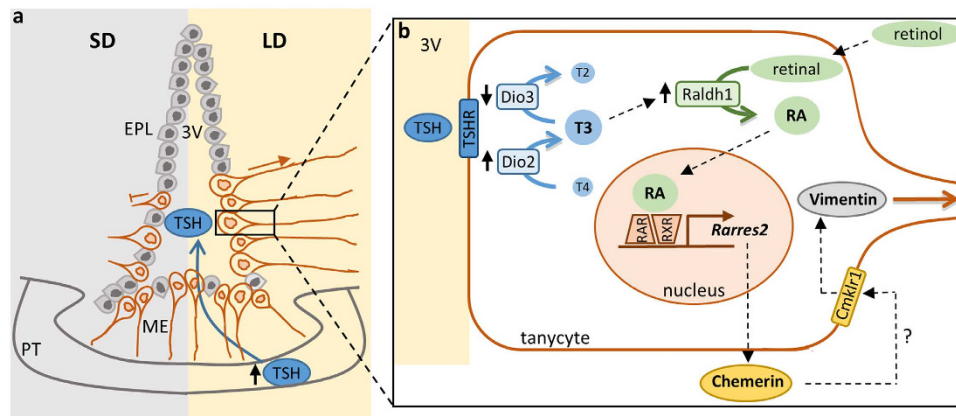 a
SD
LD
EPL
3V
TSH
ME
PT
TSH
b
3V
TSH
TSHR
Dio3
Dio2
T2
T3
T4
Raldh1
retinol
retinal
RA
RA
RAR
RXR
Rarres2
nucleus
Vimentin
Cmklr1
?
tanycyte
Chemerin